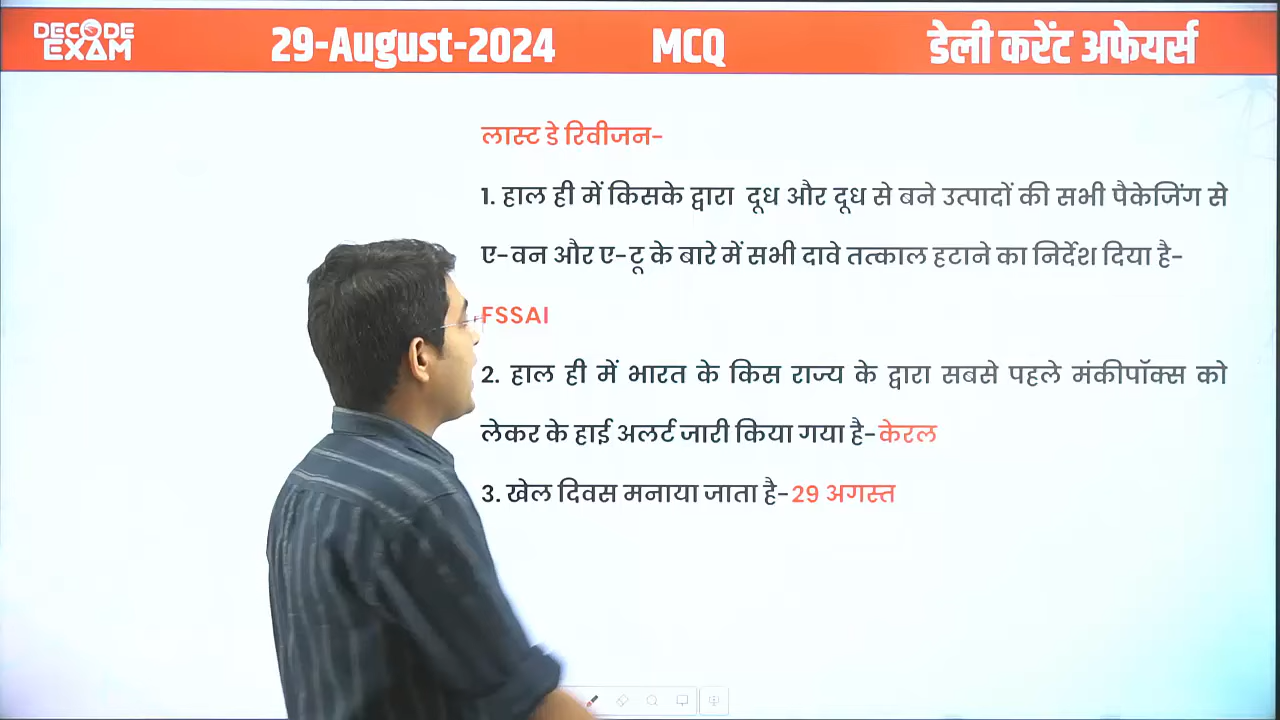 DECODE
EXAM
29-August-2024 MCQ डेली करेंट अफेयर्स
लास्ट डे रिवीजन-
1. हाल ही में किसके द्वारा दूध और दूध से बने उत्पादों की सभी पैकेजिंग से
ए-वन और ए-टू के बारे में सभी दावे तत्काल हटाने का निर्देश दिया है-
FSSAI
2. हाल ही में भारत के किस राज्य के द्वारा सबसे पहले मंकीपॉक्स को
लेकर के हाई अलर्ट जारी किया गया है-केरल
3. खेल दिवस मनाया जाता है-29 अगस्त